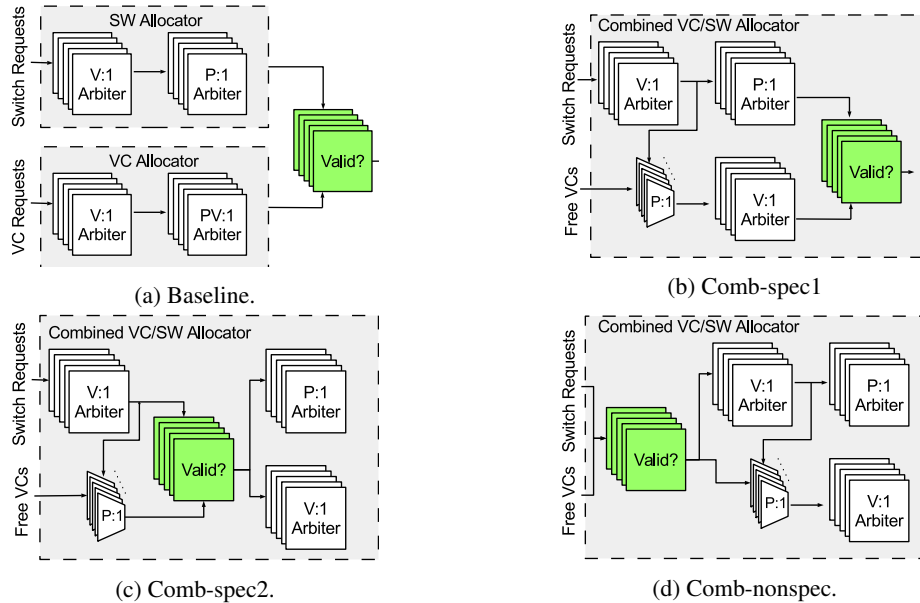 SW Allocator
Switch Requests
V:1
Arbiter
P:1
Arbiter
Valid?
VC Allocator
VC Requests
V:1
Arbiter
PV:1
Arbiter
(a) Baseline.
Combined VC/SW Allocator
Switch Requests
V:1
Arbiter
P:1
Arbiter
Valid?
Free VCs
P:1
V:1
Arbiter
(b) Comb-spec1
Combined VC/SW Allocator
Switch Requests
V:1
Arbiter
P:1
Arbiter
Valid?
Free VCs
P:1
V:1
Arbiter
(c) Comb-spec2.
Combined VC/SW Allocator
Switch Requests
V:1
Arbiter
P:1
Arbiter
Valid?
Free VCs
P:1
V:1
Arbiter
(d) Comb-nonspec.